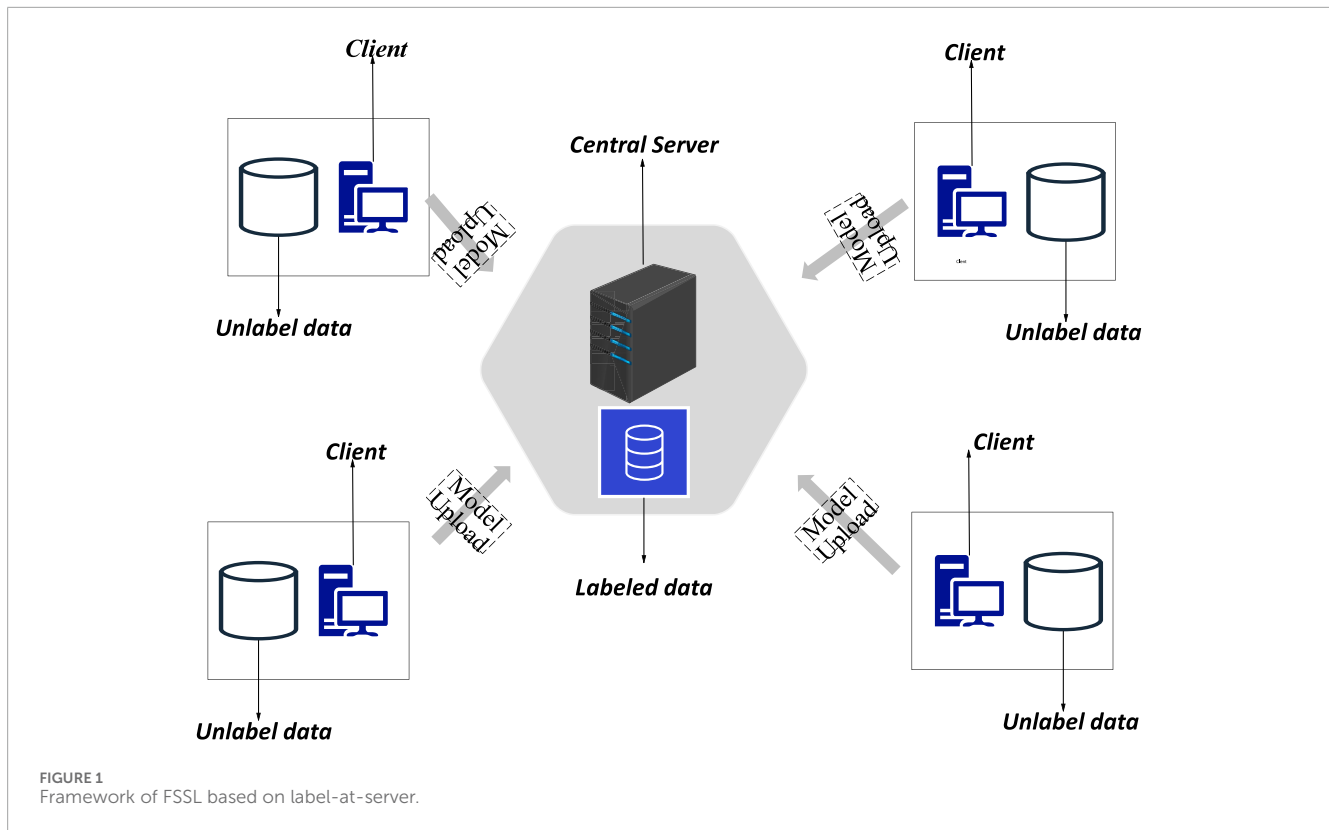 Client
Client
Central Server
Model
Upload
Model
Upload
Client
Unlabel data
Unlabel data
Client
Client
Model
Upload
Model
Upload
Labeled data
Unlabel data
Unlabel data
FIGURE 1
Framework of FSSL based on label-at-server.